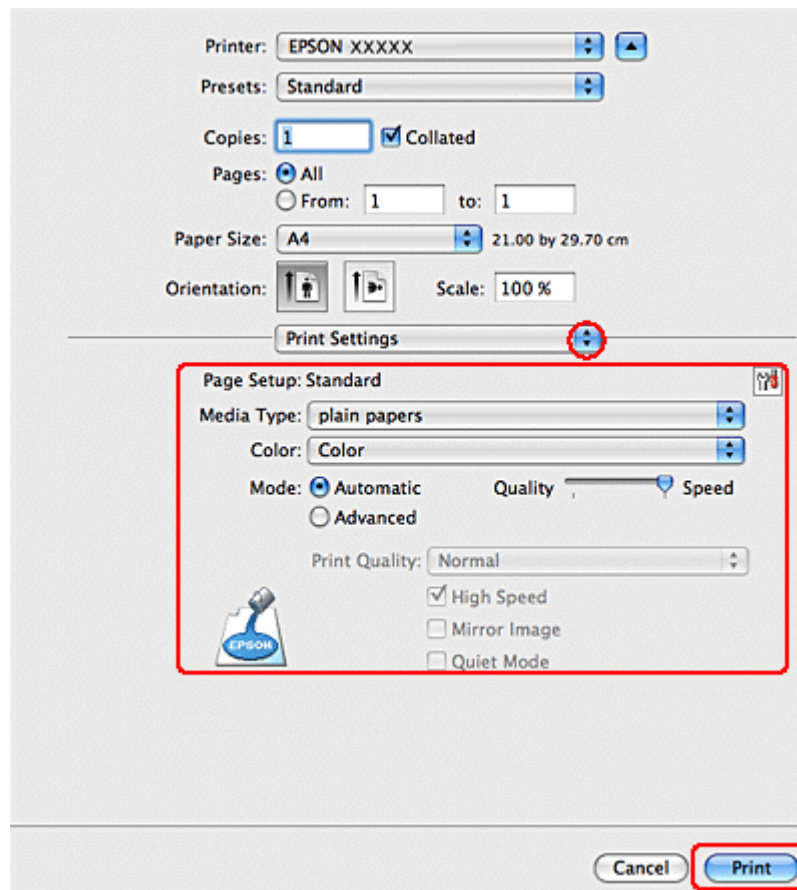 Printer: EPSON XXXXX
Presets: Standard
Copies: 1 Collated
Pages: All
From: 1 to: 1
Paper Size: A4 21.00 by 29.70 cm
Orientation: Scale: 100 %
Print Settings
Page Setup: Standard
Media Type: plain papers
Color: Color
Mode: Automatic Quality Speed
Advanced
Print Quality: Normal
High Speed
Mirror Image
EPSON
Quiet Mode
Cancel Print